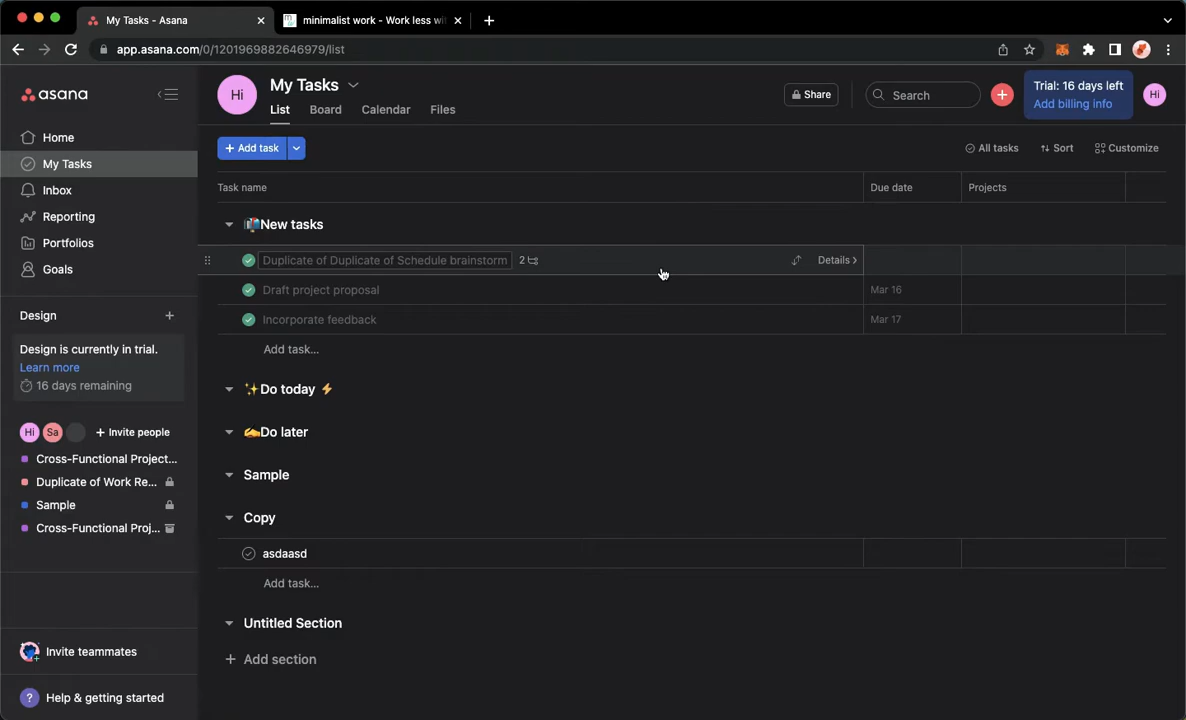 My Tasks - Asana
minimalist work - Work less wi
app.asana.com/0/1201969882646979/list
asana
Hi
My Tasks
List
Board
Calendar
Files
Share
Search
Trial: 16 days left
Add billing info
Hi
Home
My Tasks
Inbox
Reporting
Portfolios
Goals
Design
Design is currently in trial.
Learn more
16 days remaining
Hi
Sa
Invite people
Cross-Functional Project...
Duplicate of Work Re...
Sample
Cross-Functional Proj...
Invite teammates
? Help & getting started
+ Add task
All tasks
Sort
Customize
Task name
Due date
Projects
New tasks
Duplicate of Duplicate of Schedule brainstorm
2
Details
Draft project proposal
Mar 16
Incorporate feedback
Mar 17
Add task...
Do today
Do later
Sample
Copy
asdaasd
Add task...
Untitled Section
+ Add section